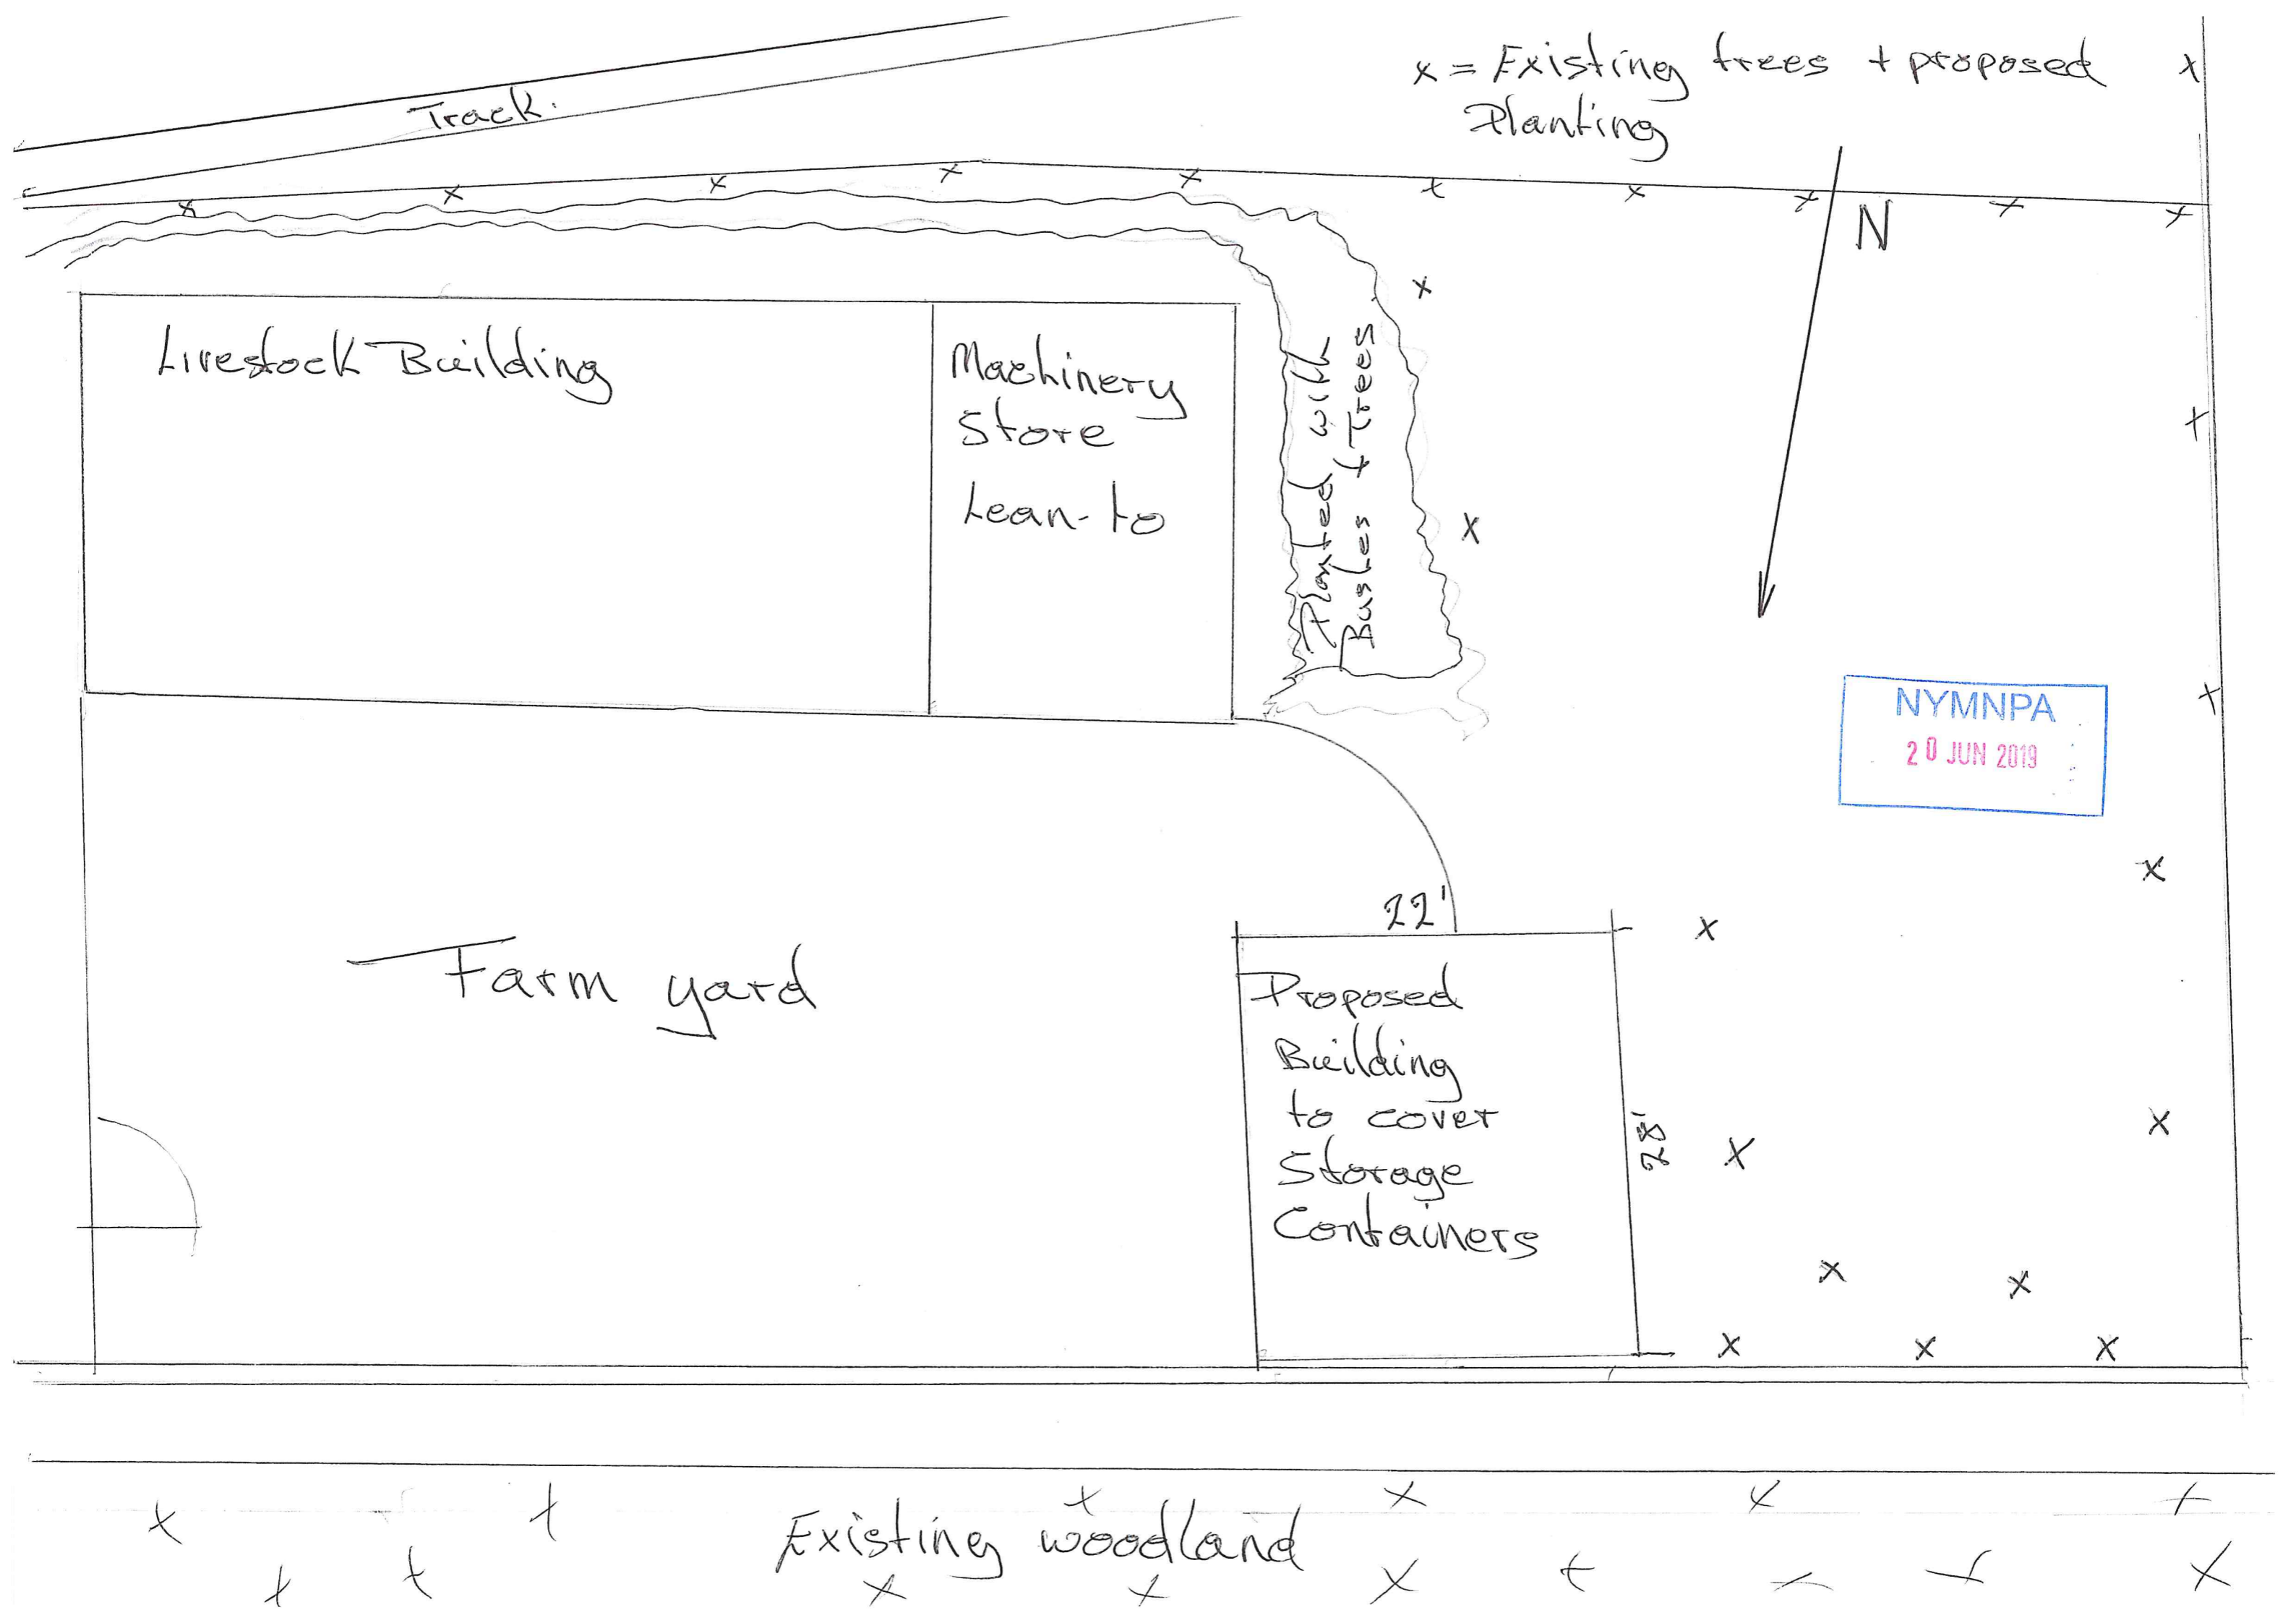 x = Existing trees + proposed
Planting
Track.
N
Livestock Building
Machinery
Store
Lean-to
Planted with
Bushes + Trees
NYMNPA
20 JUN 2019
22'
Farm yard
Proposed
Building
to cover
Storage
Containers
28'
Existing woodland